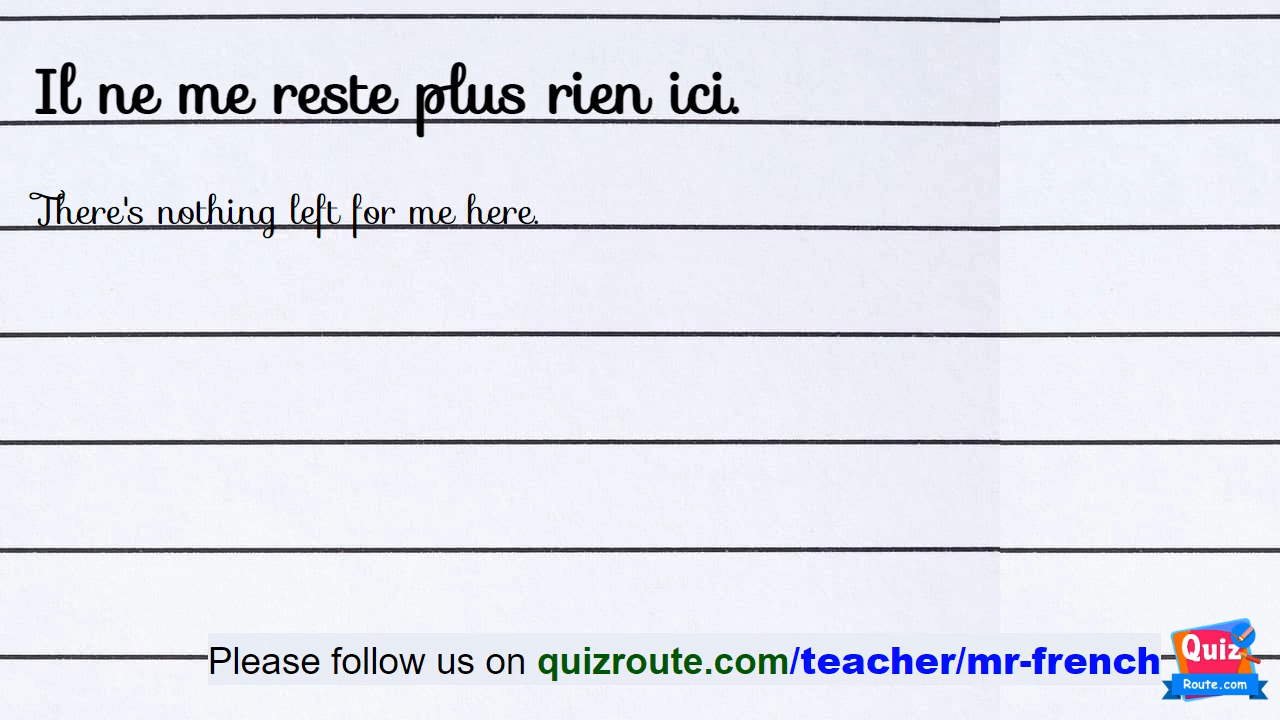 Il ne me reste plus rien ici.
There's nothing left for me here.
Please follow us on quizroute.com/teacher/mr-french
Quiz
Route.com